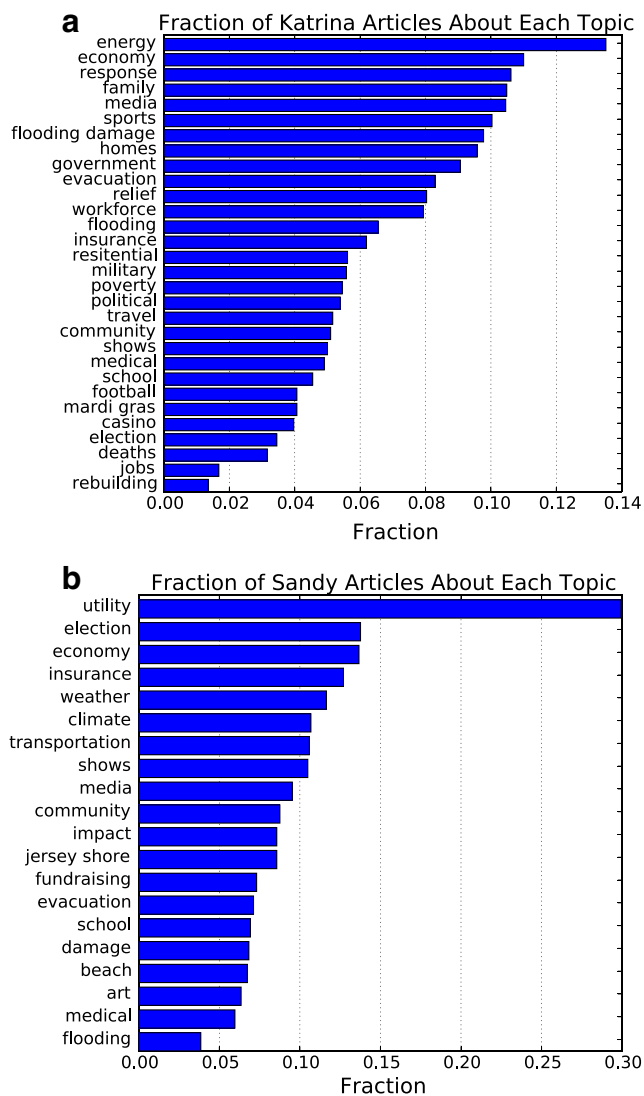 a
Fraction of Katrina Articles About Each Topic
energy
economy
response
family
media
sports
flooding damage
homes
government
evacuation
relief
workforce
flooding
insurance
resitential
military
poverty
political
travel
community
shows
medical
school
football
mardi gras
casino
election
deaths
jobs
rebuilding
0.00 0.02 0.04 0.06 0.08 0.10 0.12 0.14
Fraction
b
Fraction of Sandy Articles About Each Topic
utility
election
economy
insurance
weather
climate
transportation
shows
media
community
impact
jersey shore
fundraising
evacuation
school
damage
beach
art
medical
flooding
0.00 0.05 0.10 0.15 0.20 0.25 0.30
Fraction